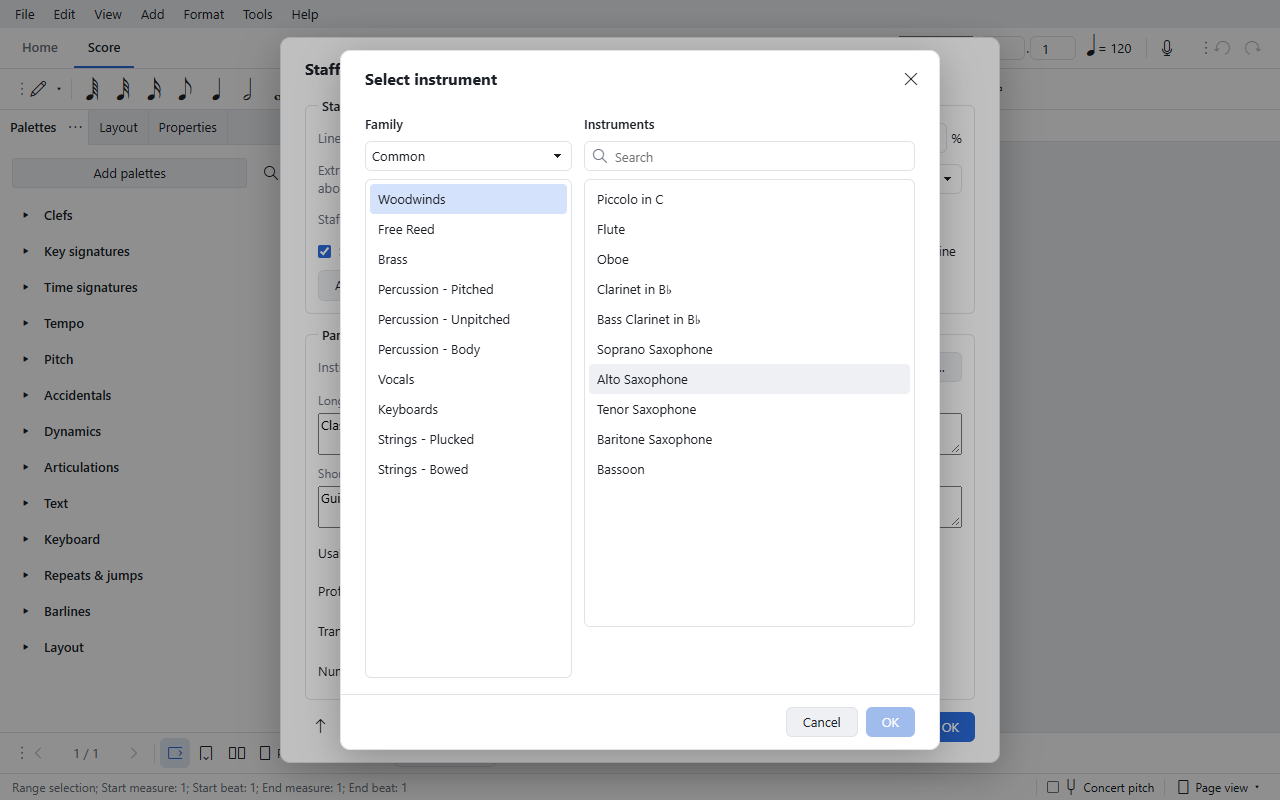 File Edit View Add Format Tools Help
Home Score
. 1 = 120
Palettes ··· Layout Properties
Add palettes
Clefs
Key signatures
Time signatures
Tempo
Pitch
Accidentals
Dynamics
Articulations
Text
Keyboard
Repeats & jumps
Barlines
Layout
Staff
%
Select instrument
Family
Common
Woodwinds
Free Reed
Brass
Percussion - Pitched
Percussion - Unpitched
Percussion - Body
Vocals
Keyboards
Strings - Plucked
Strings - Bowed
Instruments
Search
Piccolo in C
Flute
Oboe
Clarinet in B♭
Bass Clarinet in B♭
Soprano Saxophone
Alto Saxophone
Tenor Saxophone
Baritone Saxophone
Bassoon
Cancel OK
OK
1 / 1
Range selection; Start measure: 1; Start beat: 1; End measure: 1; End beat: 1
Concert pitch Page view